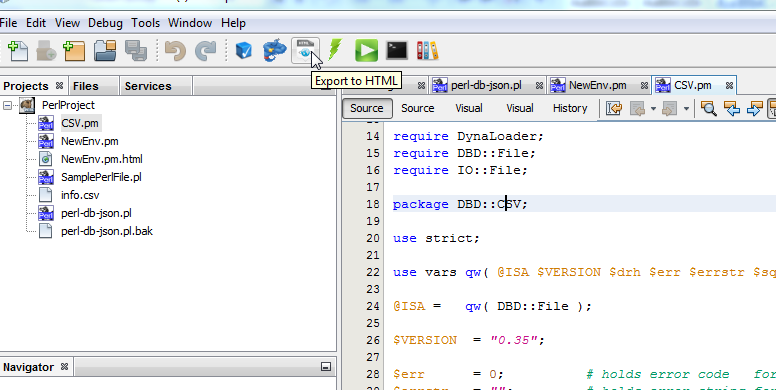 File Edit View Debug Tools Window Help
HTML
Export to HTML
Projects Files Services
perl-db-json.pl NewEnv.pm CSV.pm
Source Source Visual Visual History
PerlProject
CSV.pm
NewEnv.pm
NewEnv.pm.html
SamplePerlFile.pl
info.csv
perl-db-json.pl
perl-db-json.pl.bak
Navigator
14 require DynaLoader;
15 require DBD::File;
16 require IO::File;
17
18 package DBD::CSV;
19
20 use strict;
21
22 use vars qw( @ISA $VERSION $drh $err $errstr $sq
23
24 @ISA = qw( DBD::File );
25
26 $VERSION = "0.35";
27
28 $err = 0; # holds error code for